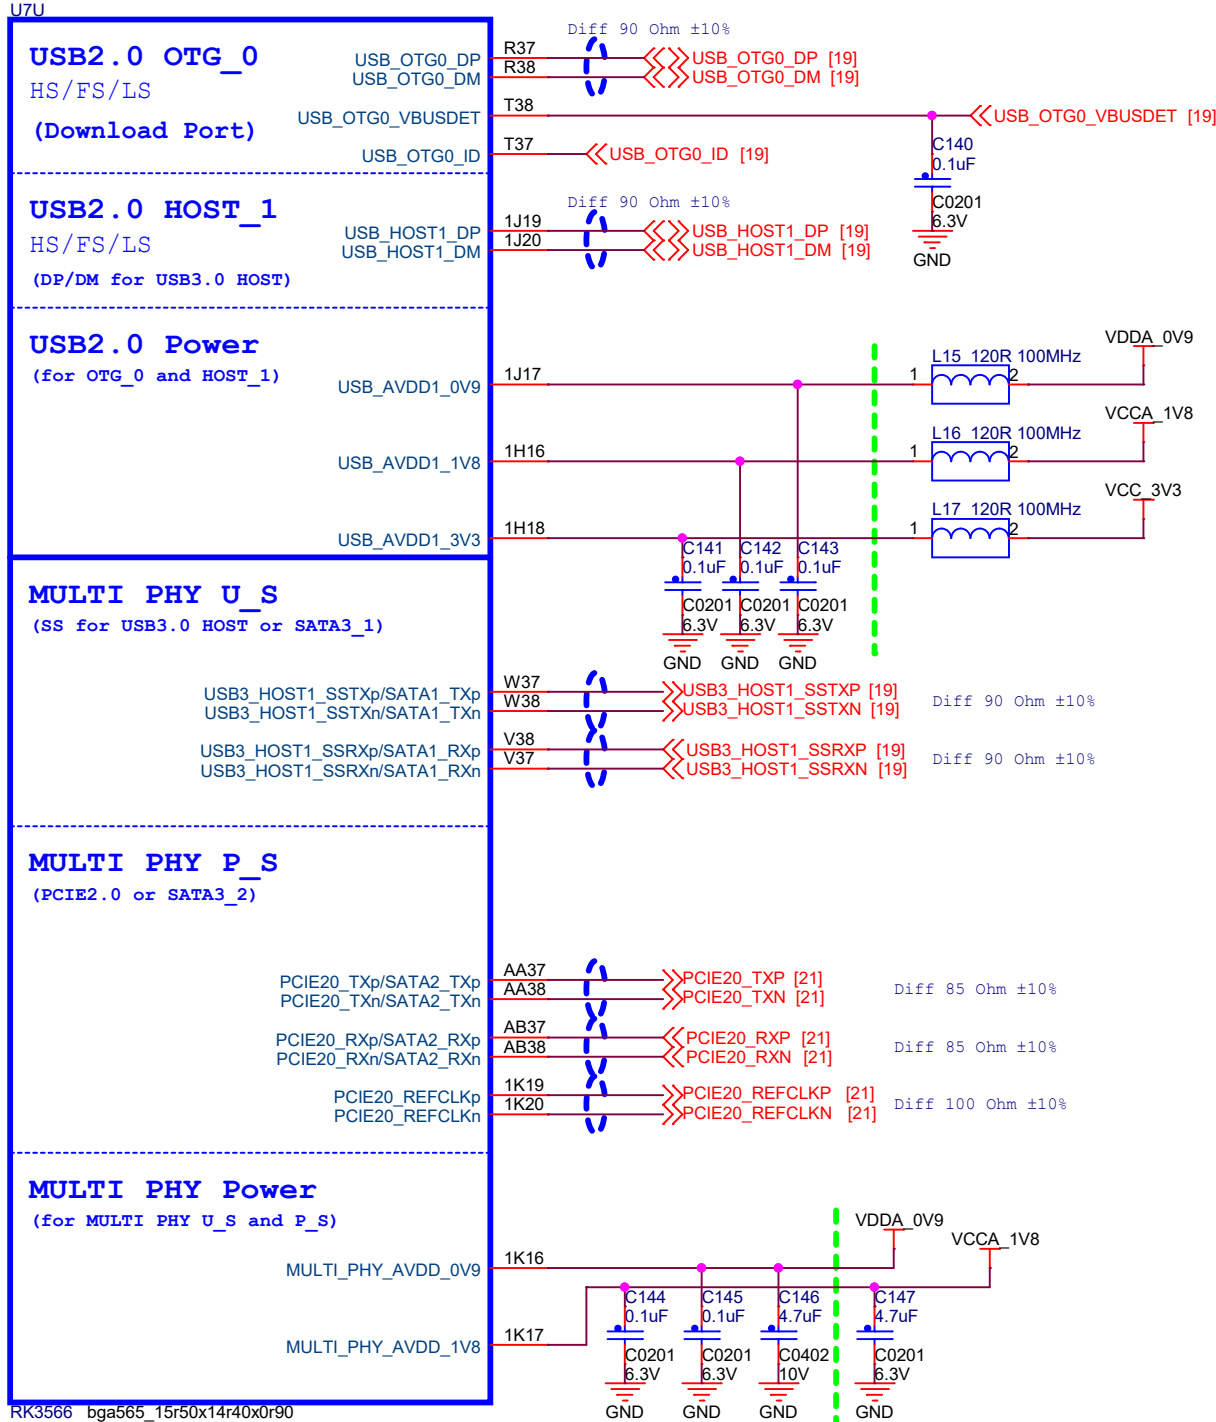 U7U
USB2.0 OTG_0
HS/FS/LS
(Download Port)
USB_OTG0_DP R37
USB_OTG0_DM R38
Diff 90 Ohm ±10%
USB_OTG0_DP [19]
USB_OTG0_DM [19]
USB_OTG0_VBUSDET T38
USB_OTG0_VBUSDET [19]
USB_OTG0_ID T37
USB_OTG0_ID [19]
C140
0.1uF
C0201
6.3V
GND
USB2.0 HOST_1
HS/FS/LS
(DP/DM for USB3.0 HOST)
USB_HOST1_DP 1J19
USB_HOST1_DM 1J20
Diff 90 Ohm ±10%
USB_HOST1_DP [19]
USB_HOST1_DM [19]
USB2.0 Power
(for OTG_0 and HOST_1)
USB_AVDD1_0V9 1J17
1 L15 120R 100MHz 2
VDDA_0V9
USB_AVDD1_1V8 1H16
1 L16 120R 100MHz 2
VCCA_1V8
USB_AVDD1_3V3 1H18
1 L17 120R 100MHz 2
VCC_3V3
C141 C142 C143
0.1uF 0.1uF 0.1uF
C0201 C0201 C0201
6.3V 6.3V 6.3V
GND GND GND
MULTI PHY U_S
(SS for USB3.0 HOST or SATA3_1)
USB3_HOST1_SSTXp/SATA1_TXp W37 USB3_HOST1_SSTXP [19]
USB3_HOST1_SSTXn/SATA1_TXn W38 USB3_HOST1_SSTXN [19]
Diff 90 Ohm ±10%
USB3_HOST1_SSRXp/SATA1_RXp V38 USB3_HOST1_SSRXP [19]
USB3_HOST1_SSRXn/SATA1_RXn V37 USB3_HOST1_SSRXN [19]
Diff 90 Ohm ±10%
MULTI PHY P_S
(PCIE2.0 or SATA3_2)
PCIE20_TXp/SATA2_TXp AA37 PCIE20_TXP [21]
PCIE20_TXn/SATA2_TXn AA38 PCIE20_TXN [21]
Diff 85 Ohm ±10%
PCIE20_RXp/SATA2_RXp AB37 PCIE20_RXP [21]
PCIE20_RXn/SATA2_RXn AB38 PCIE20_RXN [21]
Diff 85 Ohm ±10%
PCIE20_REFCLKp 1K19 PCIE20_REFCLKP [21]
PCIE20_REFCLKn 1K20 PCIE20_REFCLKN [21]
Diff 100 Ohm ±10%
MULTI PHY Power
(for MULTI PHY U_S and P_S)
VDDA_0V9
VCCA_1V8
MULTI_PHY_AVDD_0V9 1K16
MULTI_PHY_AVDD_1V8 1K17
C144 C145 C146 C147
0.1uF 0.1uF 4.7uF 4.7uF
C0201 C0201 C0402 C0201
6.3V 6.3V 10V 6.3V
GND GND GND GND
RK3566 bga565_15r50x14r40x0r90